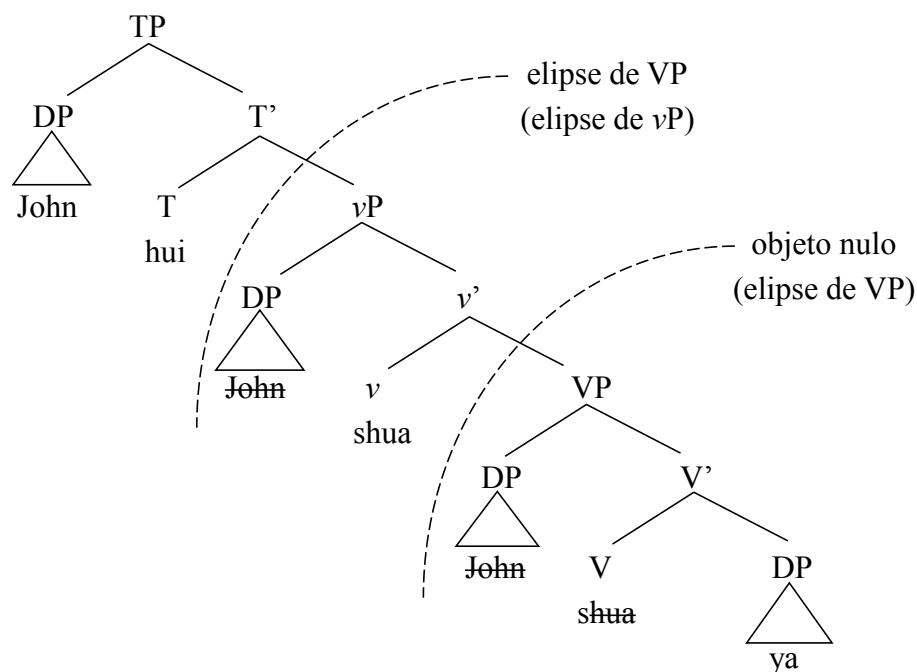 TP
elipse de VP
DP T’ (elipse de vP)
John T vP
hui objeto nulo
DP v’ (elipse de VP)
John v VP
shua
DP V’
John V DP
shua
ya